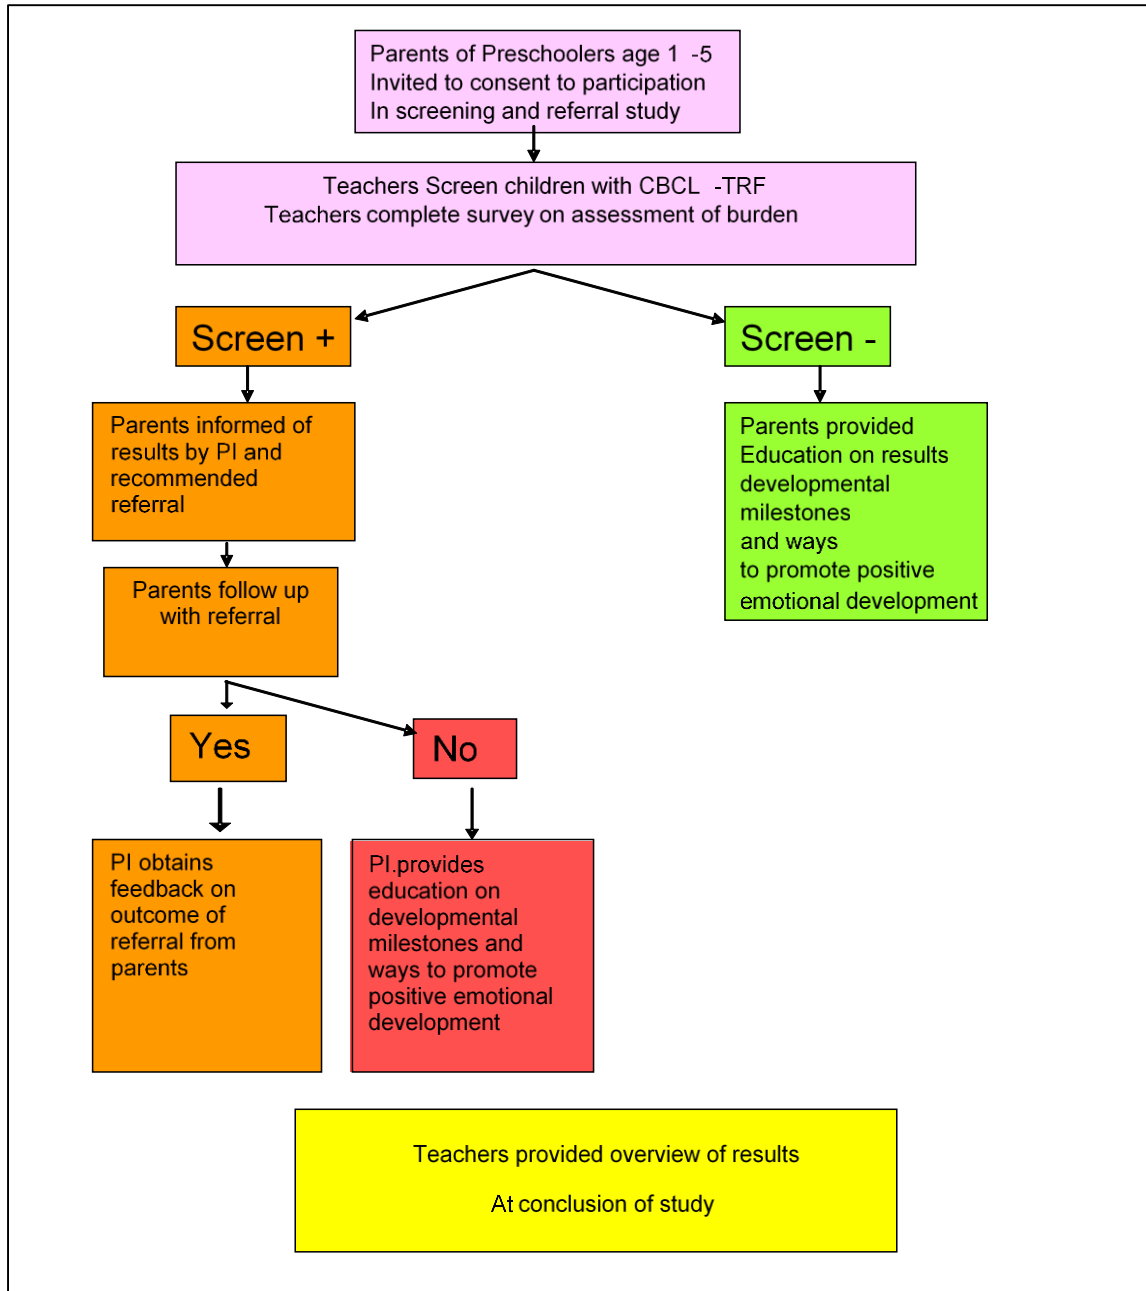 Parents of Preschoolers age 1 -5
Invited to consent to participation
In screening and referral study
Teachers Screen children with CBCL -TRF
Teachers complete survey on assessment of burden
Screen +
Screen -
Parents informed of
results by PI and
recommended
referral
Parents provided
Education on results
developmental
milestones
and ways
to promote positive
emotional development
Parents follow up
with referral
Yes
No
PI obtains
feedback on
outcome of
referral from
parents
PI.provides
education on
developmental
milestones and
ways to promote
positive emotional
development
Teachers provided overview of results
At conclusion of study